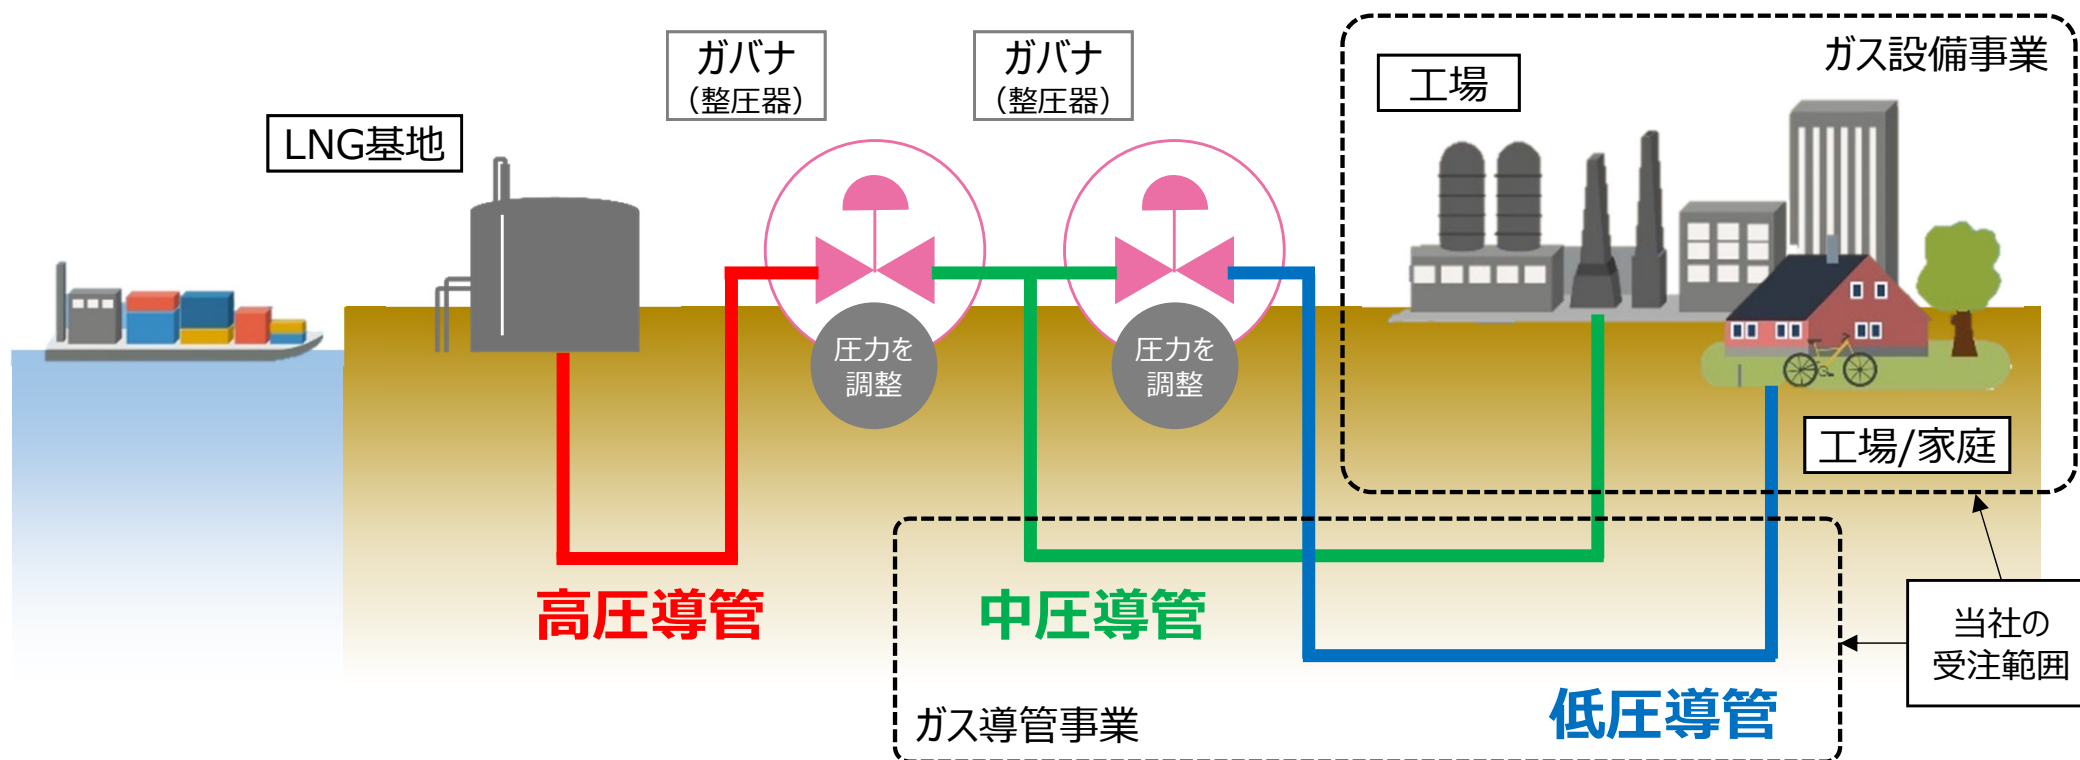 ガバナ
（整圧器）
ガバナ
（整圧器）
ガス設備事業
工場
LNG基地
圧力を
調整
圧力を
調整
工場/家庭
高圧導管
中圧導管
当社の
受注範囲
低圧導管
ガス導管事業